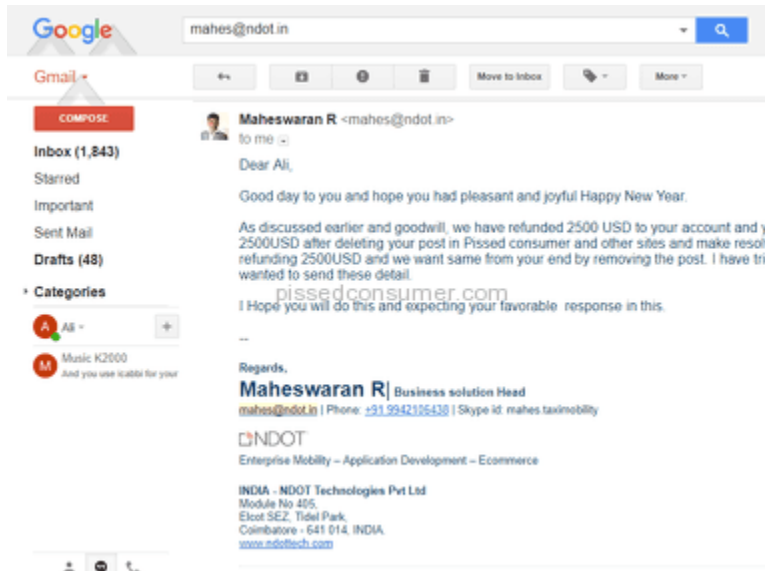 Google
mahes@ndot.in
Gmail
Move to Inbox
More
COMPOSE
Inbox (1,843)
Starred
Important
Sent Mail
Drafts (48)
Categories
Ali
Music K2000
And you use icabbi for your
Maheswaran R <mahes@ndot.in>
to me
Dear Ali,
Good day to you and hope you had pleasant and joyful Happy New Year.
As discussed earlier and goodwill, we have refunded 2500 USD to your account and y
2500USD after deleting your post in Pissed consumer and other sites and make resol
refunding 2500USD and we want same from your end by removing the post. I have tri
wanted to send these detail.
pissedconsumer.com
I Hope you will do this and expecting your favorable response in this.
--
Regards,
Maheswaran R| Business solution Head
mahes@ndot.in | Phone: +91 9942106438 | Skype id: mahes.taximobility
NDOT
Enterprise Mobility – Application Development – Ecommerce
INDIA - NDOT Technologies Pvt Ltd
Module No 405,
Elcot SEZ, Tidel Park,
Coimbatore - 641 014, INDIA.
www.ndottech.com
A
M